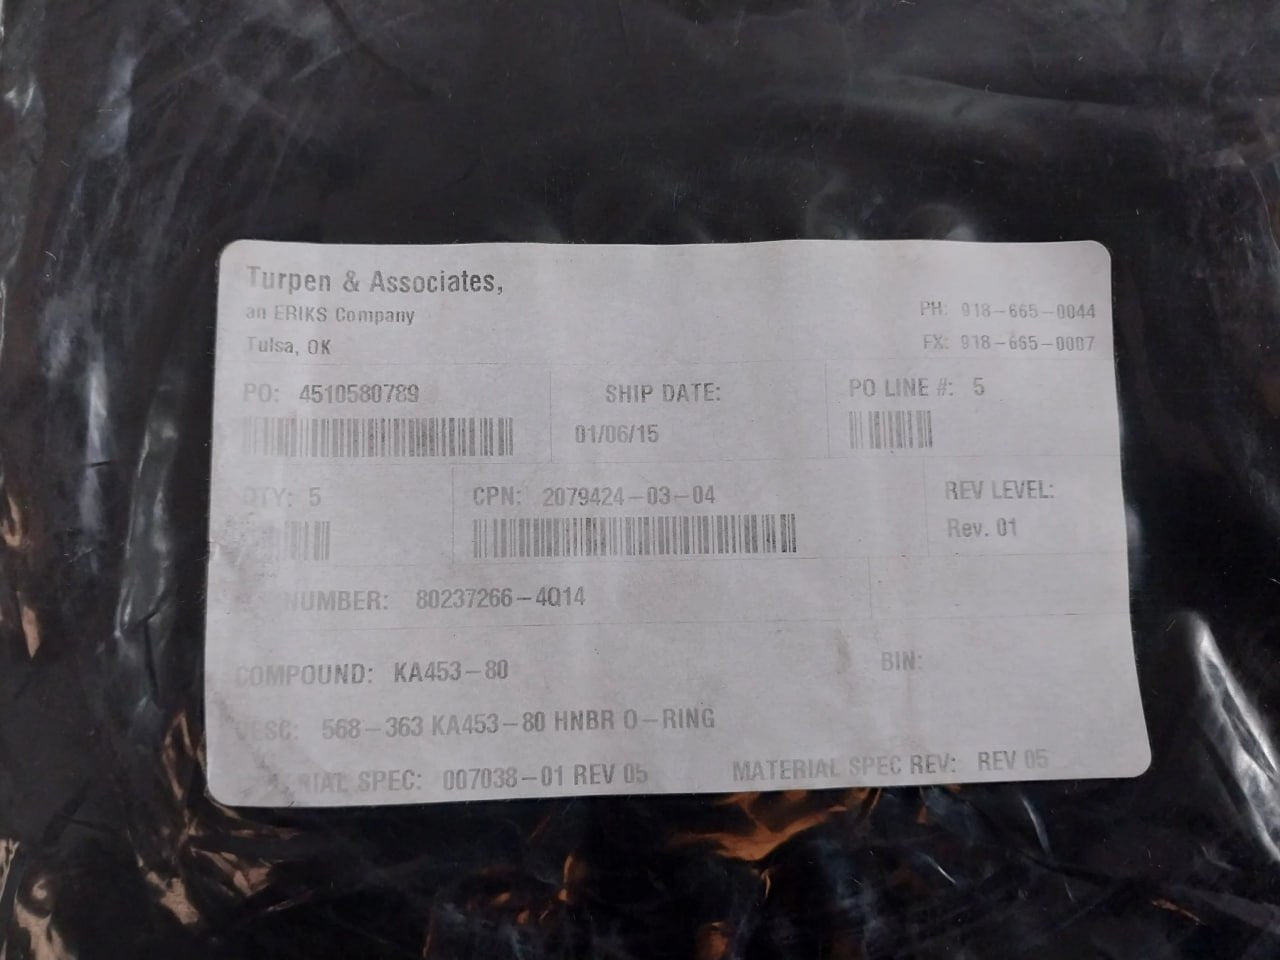 Turpen & Associates,
an ERIKS Company
Tulsa, OK
PH: 918-665-0044
FX: 918-665-0007
PO: 4510580789
SHIP DATE:
01/06/15
PO LINE #: 5
QTY: 5
CPN: 2079424-03-04
REV LEVEL:
Rev. 01
NUMBER: 80237266-4Q14
COMPOUND: KA453-80
BIN:
DESC: 568-363 KA453-80 HNBR O-RING
MATERIAL SPEC: 007038-01 REV 05
MATERIAL SPEC REV: REV 05